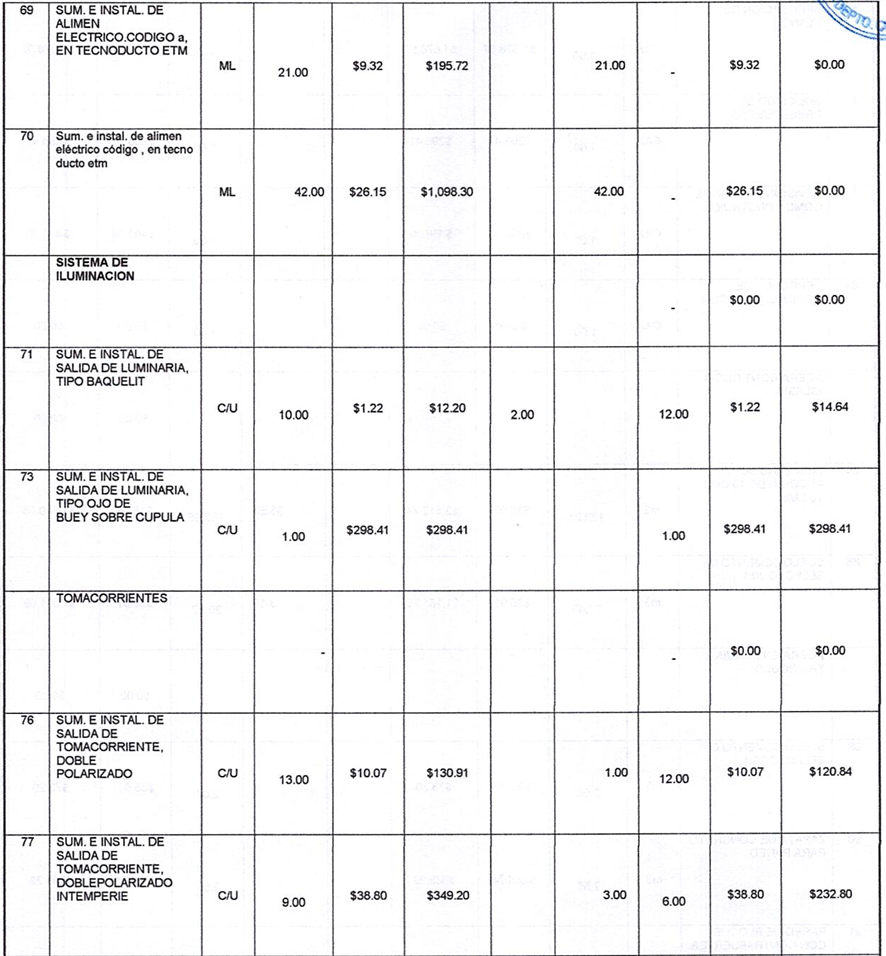 DEPTO.
69 SUM. E INSTAL. DE
ALIMEN
ELECTRICO.CODIGO a,
EN TECNODUCTO ETM
ML 21.00 $9.32 $195.72 21.00 - $9.32 $0.00
70 Sum. e instal. de alimen
eléctrico código , en tecno
ducto etm
ML 42.00 $26.15 $1,098.30 42.00 - $26.15 $0.00
SISTEMA DE
ILUMINACION
- $0.00 $0.00
71 SUM. E INSTAL. DE
SALIDA DE LUMINARIA,
TIPO BAQUELIT
C/U 10.00 $1.22 $12.20 2.00 12.00 $1.22 $14.64
73 SUM. E INSTAL. DE
SALIDA DE LUMINARIA,
TIPO OJO DE
BUEY SOBRE CUPULA
C/U 1.00 $298.41 $298.41 1.00 $298.41 $298.41
TOMACORRIENTES
- - $0.00 $0.00
76 SUM. E INSTAL. DE
SALIDA DE
TOMACORRIENTE,
DOBLE
POLARIZADO
C/U 13.00 $10.07 $130.91 1.00 12.00 $10.07 $120.84
77 SUM. E INSTAL. DE
SALIDA DE
TOMACORRIENTE,
DOBLEPOLARIZADO
INTEMPERIE
C/U 9.00 $38.80 $349.20 3.00 6.00 $38.80 $232.80